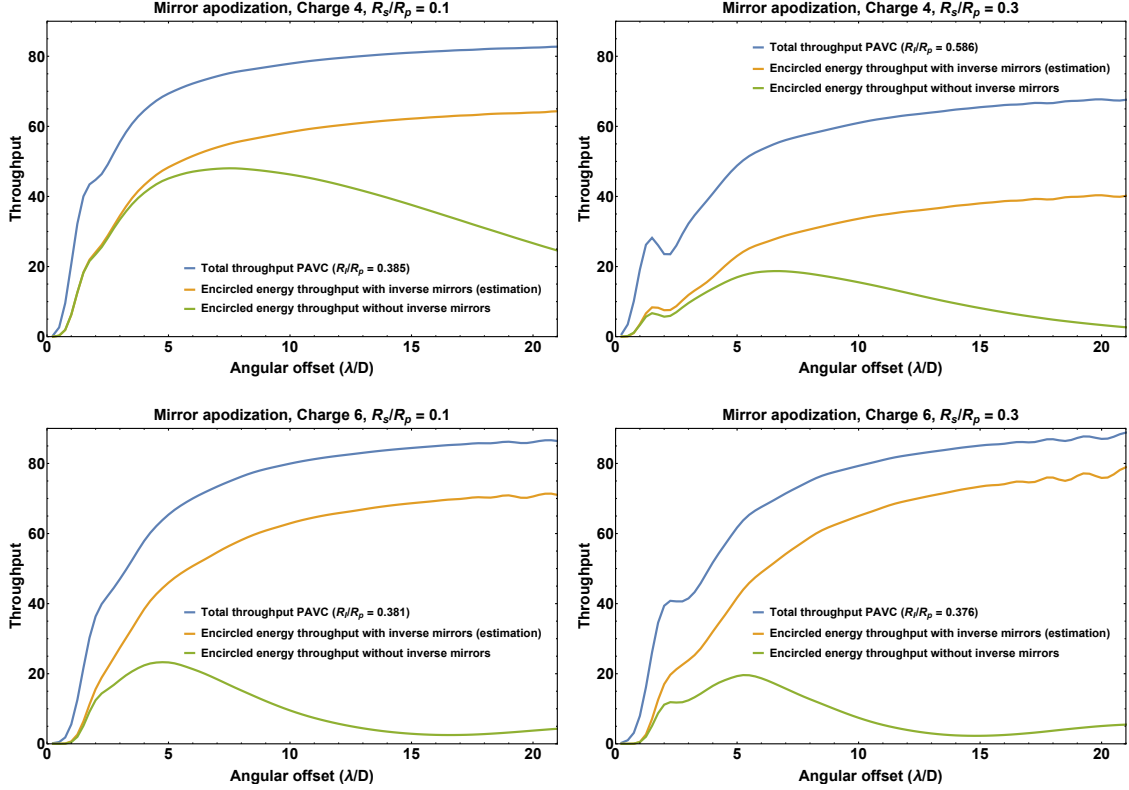 Mirror apodization, Charge 4, Rs/Rp = 0.1
Throughput
80
60
40
20
0
Total throughput PAVC (Rl/Rp = 0.385)
Encircled energy throughput with inverse mirrors (estimation)
Encircled energy throughput without inverse mirrors
0 5 10 15 20
Angular offset (λ/D)
Mirror apodization, Charge 4, Rs/Rp = 0.3
Throughput
80
60
40
20
0
Total throughput PAVC (Rl/Rp = 0.586)
Encircled energy throughput with inverse mirrors (estimation)
Encircled energy throughput without inverse mirrors
0 5 10 15 20
Angular offset (λ/D)
Mirror apodization, Charge 6, Rs/Rp = 0.1
Throughput
80
60
40
20
0
Total throughput PAVC (Rl/Rp = 0.381)
Encircled energy throughput with inverse mirrors (estimation)
Encircled energy throughput without inverse mirrors
0 5 10 15 20
Angular offset (λ/D)
Mirror apodization, Charge 6, Rs/Rp = 0.3
Throughput
80
60
40
20
0
Total throughput PAVC (Rl/Rp = 0.376)
Encircled energy throughput with inverse mirrors (estimation)
Encircled energy throughput without inverse mirrors
0 5 10 15 20
Angular offset (λ/D)